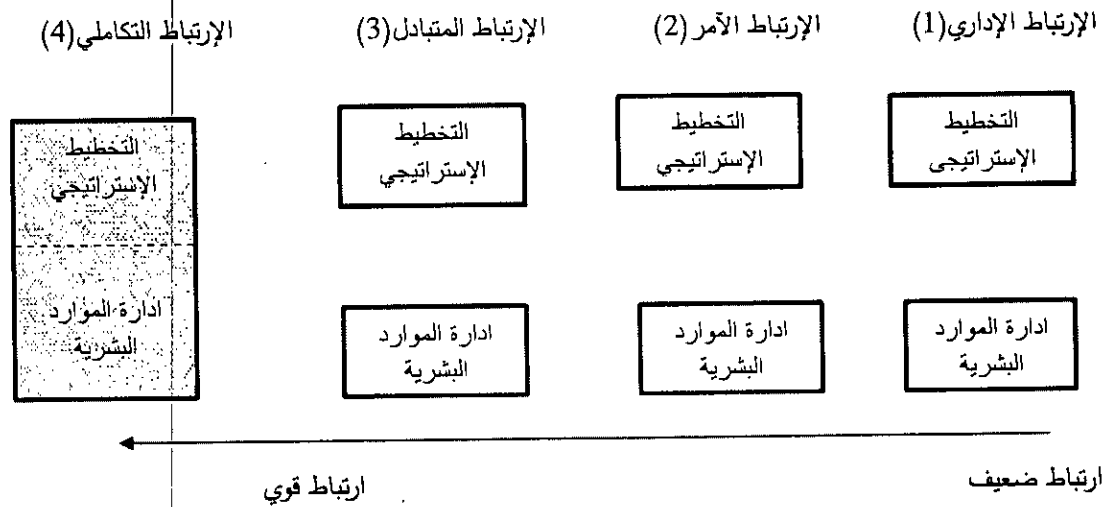 الإرتباط الإداري(1)
الإرتباط الآمر(2)
الإرتباط المتبادل(3)
الإرتباط التكاملي(4)
التخطيط
الإستراتيجي
التخطيط
الإستراتيجي
التخطيط
الإستراتيجي
التخطيط
الإستراتيجي
ادارة الموارد
البشرية
ادارة الموارد
البشرية
ادارة الموارد
البشرية
ادارة الموارد
البشرية
ارتباط ضعيف
ارتباط قوي